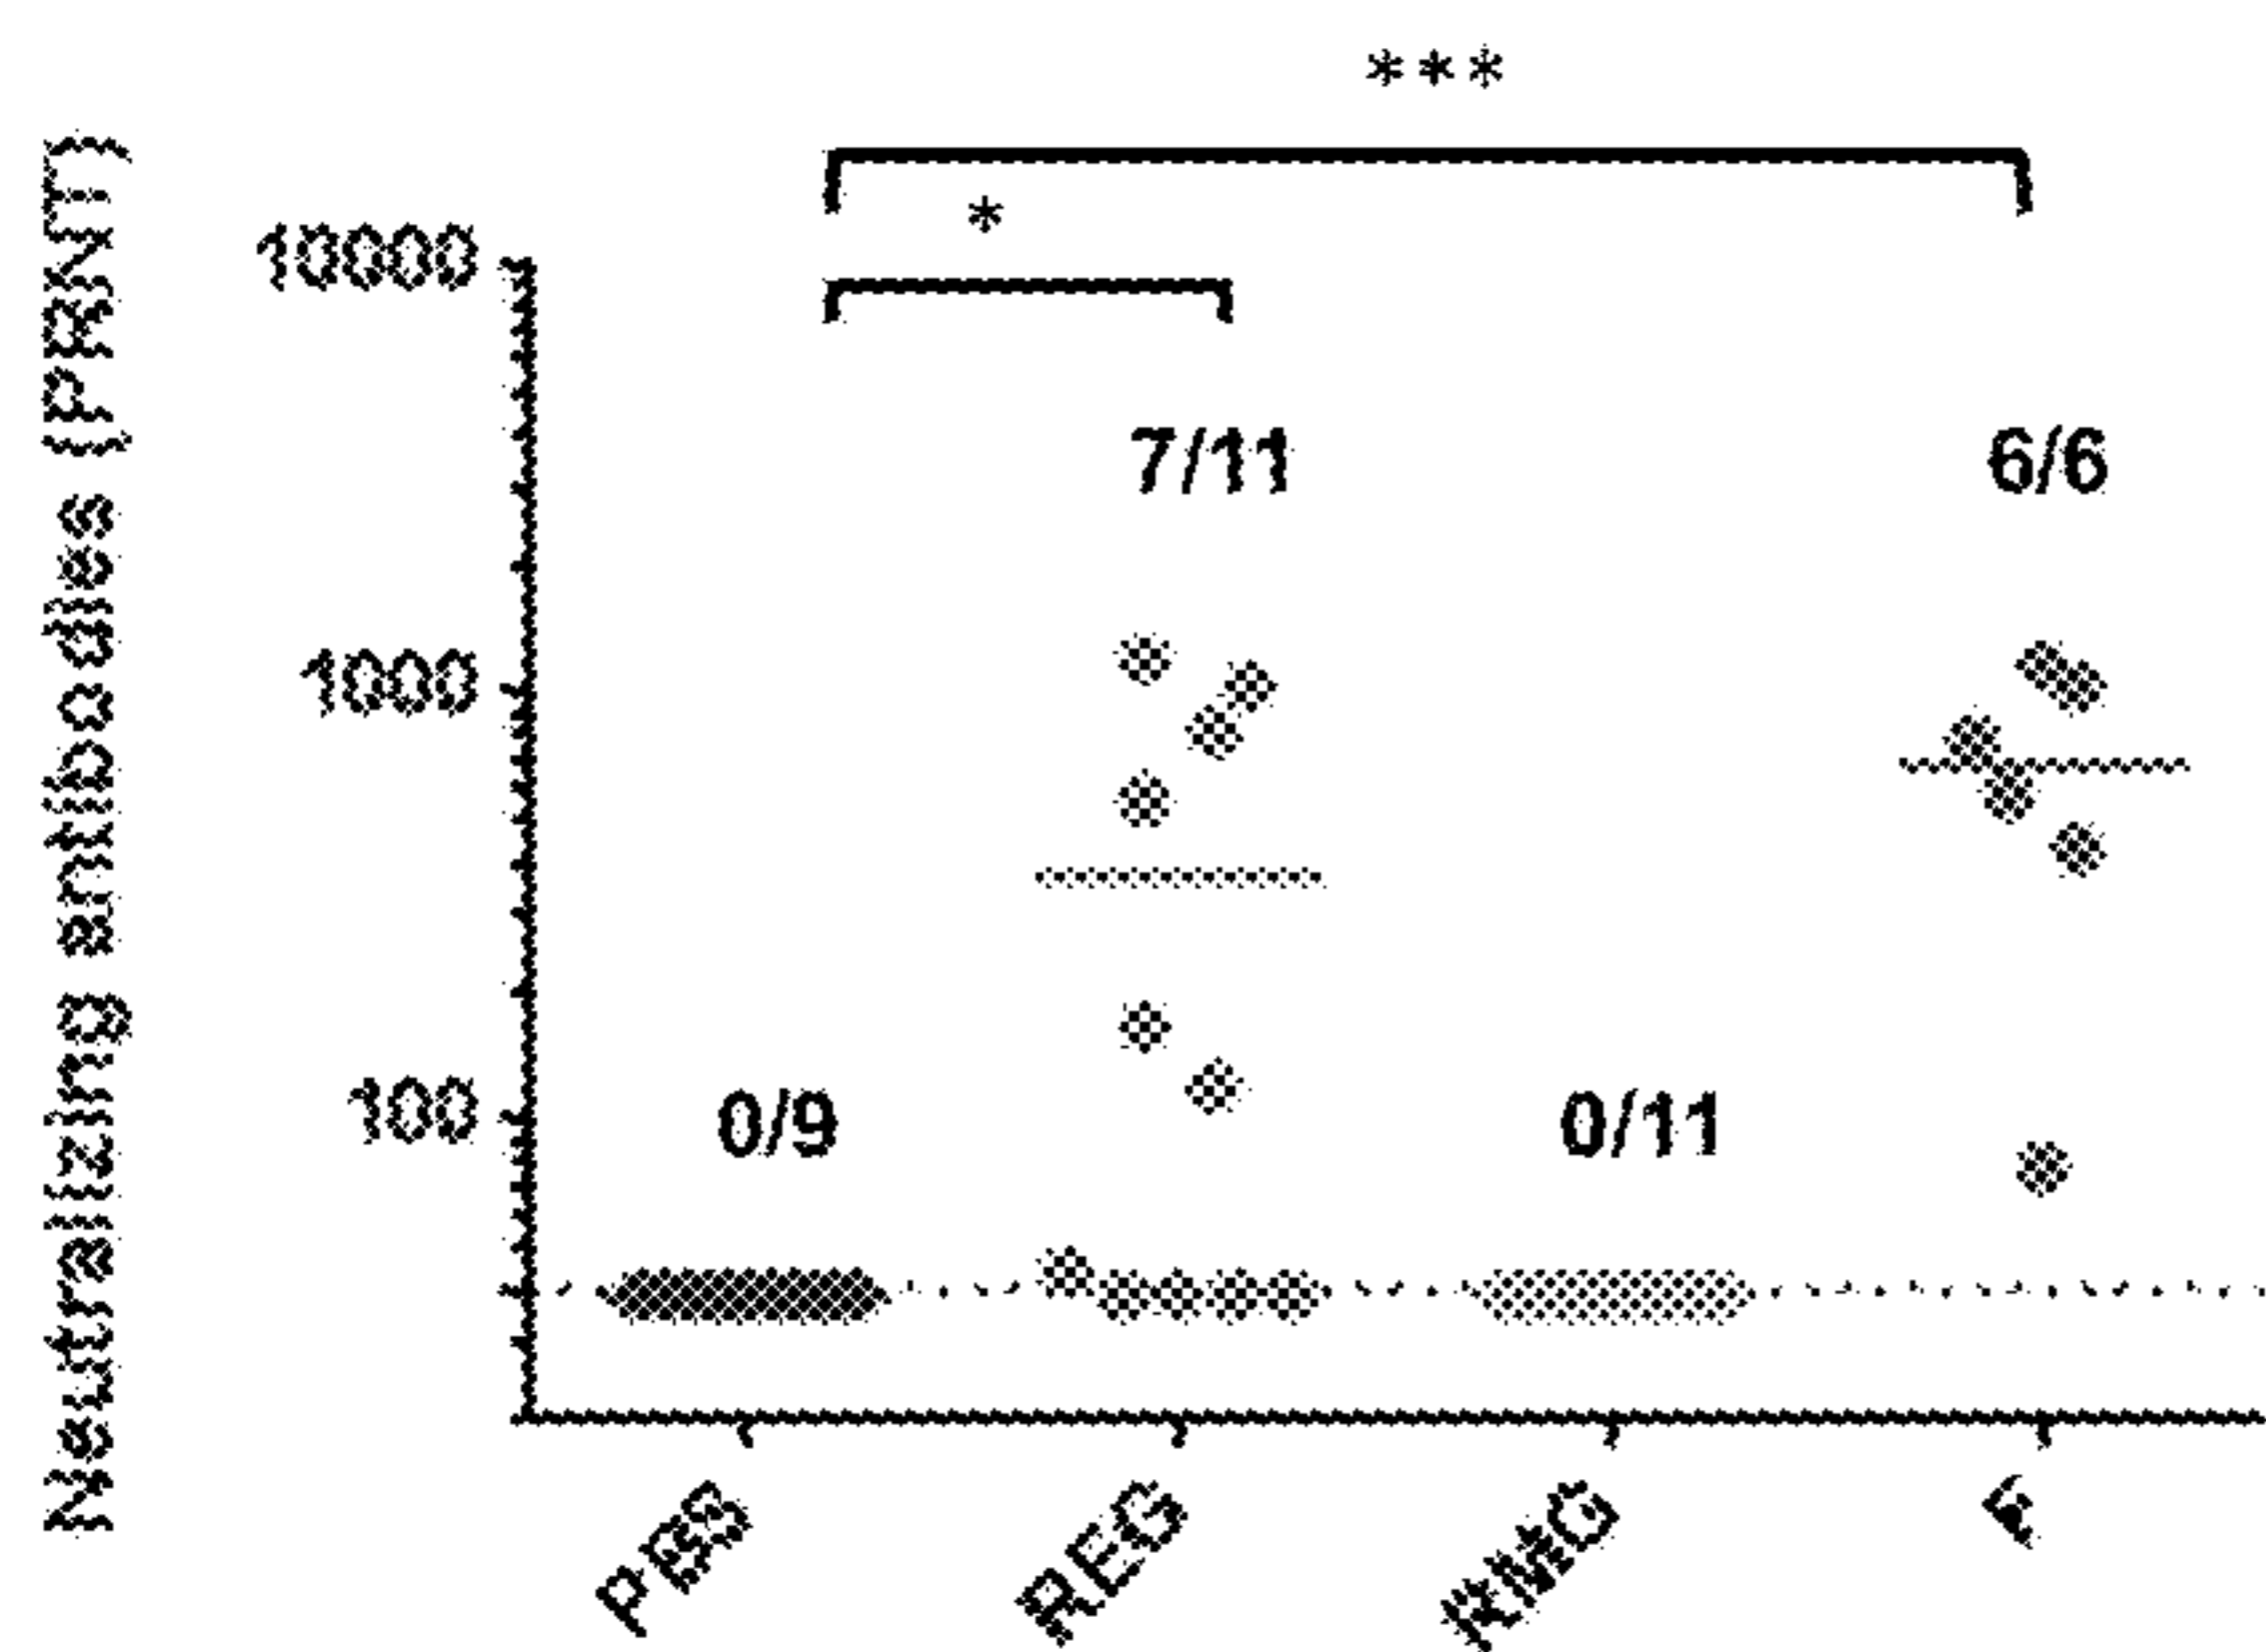 Neutralizing antibodies (PRNT)
***
*
10000
1000
100
7/11
6/6
0/9
0/11
PBS
REG
F